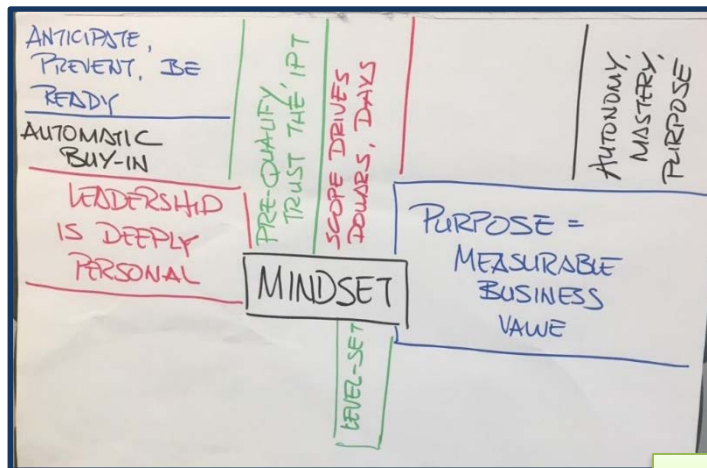 ANTICIPATE,
PREVENT, BE
READY
AUTOMATIC
BUY-IN
LEADERSHIP
IS DEEPLY
PERSONAL
PRE-QUALIFY,
TRUST THE IPT
SCOPE DRIVES
DOLLARS, DAYS
MINDSET
LEVEL-SET
PURPOSE =
MEASURABLE
BUSINESS
VALUE
AUTONOMY,
MASTERY,
PURPOSE